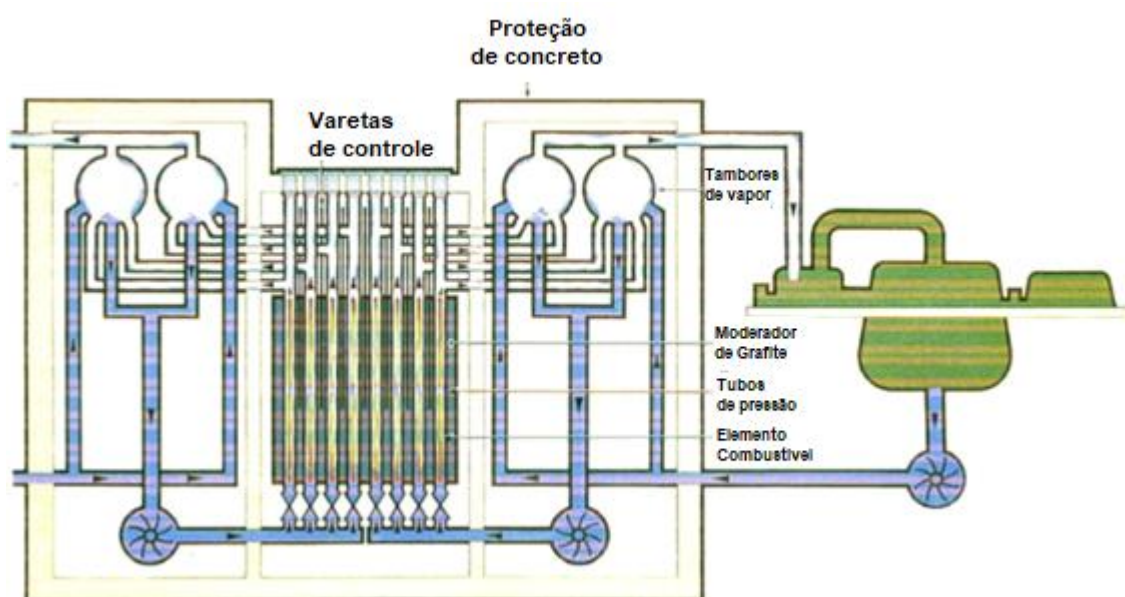 Proteção
de concreto
Varetas
de controle
Tambores
de vapor
Moderador
de Grafite
Tubos
de pressão
Elemento
Combustível